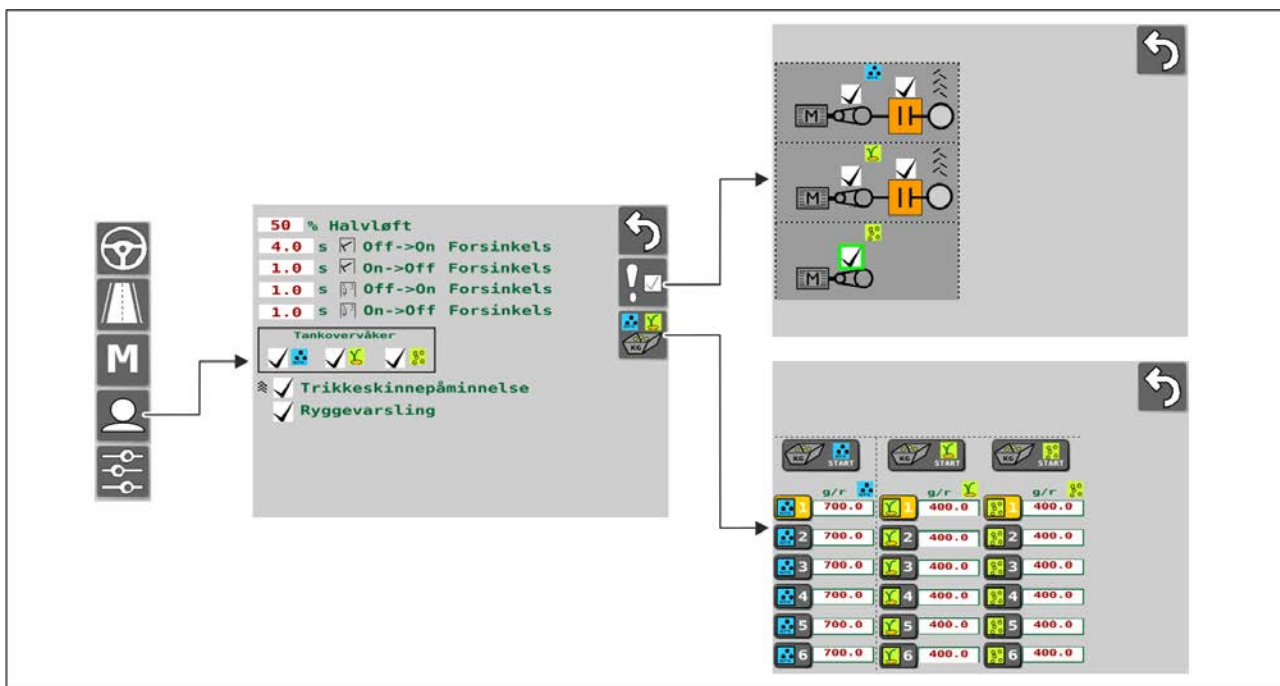 M
50 % Halvløft
4.0 s Off->On Forsinkels
1.0 s On->Off Forsinkels
1.0 s Off->On Forsinkels
1.0 s On->Off Forsinkels
Tankovervåker
Trikkeskinnepåminnelse
Ryggevarsling
KG
M
M
M
KG START KG START KG START
g/r g/r g/r
1 700.0 1 400.0 1 400.0
2 700.0 2 400.0 2 400.0
3 700.0 3 400.0 3 400.0
4 700.0 4 400.0 4 400.0
5 700.0 5 400.0 5 400.0
6 700.0 6 400.0 6 400.0